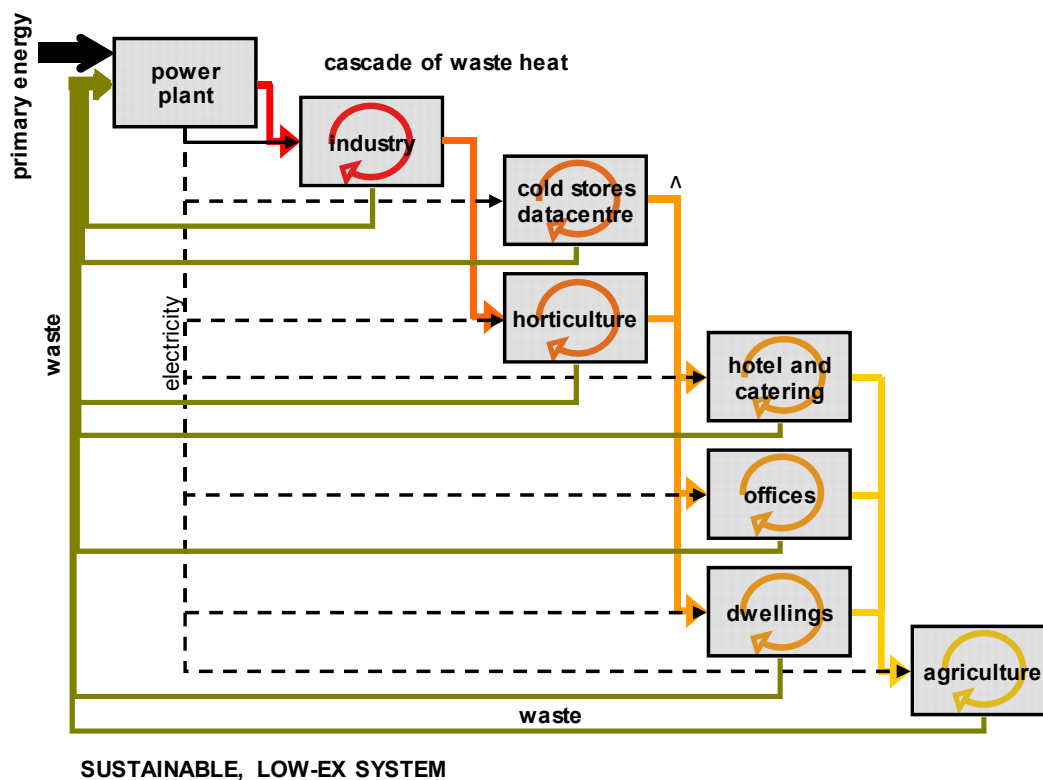 primary energy
power
plant
cascade of waste heat
industry
cold stores
datacentre
^
waste
electricity
horticulture
hotel and
catering
offices
dwellings
agriculture
waste
SUSTAINABLE, LOW-EX SYSTEM